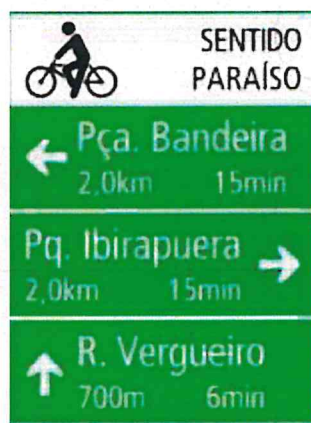 SENTIDO
PARAÍSO
Pça. Bandeira
2,0km 15min
Pq. Ibirapuera
2,0km 15min
R. Vergueiro
700m 6min